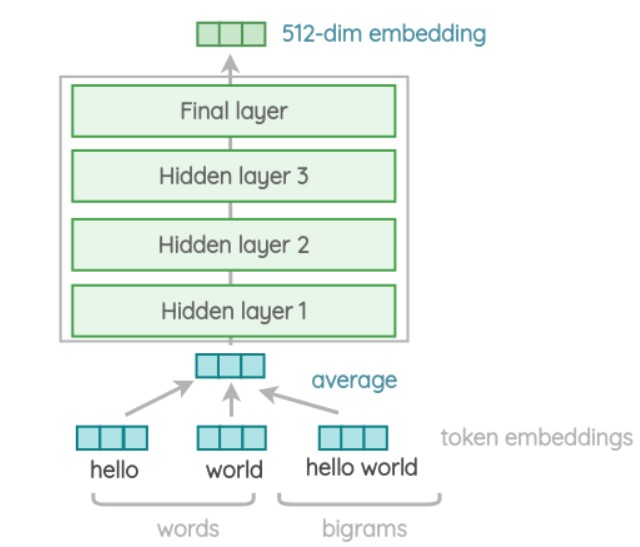 512-dim embedding
Final layer
Hidden layer 3
Hidden layer 2
Hidden layer 1
average
token embeddings
hello
world
hello world
words
bigrams